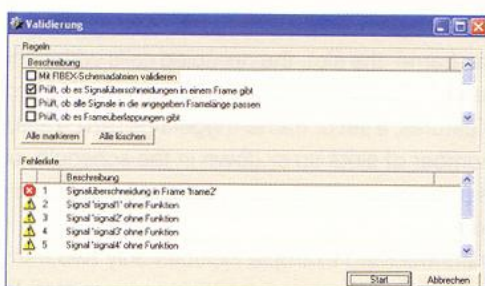 Validierung
Regeln
Beschreibung
Mit FIBEX-Schemadateien validieren
Prüft, ob es Signalüberschneidungen in einem Frame gibt
Prüft, ob alle Signale in die angegeben Framelänge passen
Prüft, ob es Frameüberlappungen gibt
Alle markieren Alle löschen
Fehlerliste
Beschreibung
1 Signalüberschneidung in Frame 'frame2'
2 Signal 'signal1' ohne Funktion
3 Signal 'signal2' ohne Funktion
4 Signal 'signal3' ohne Funktion
5 Signal 'signal4' ohne Funktion
Start Abbrechen